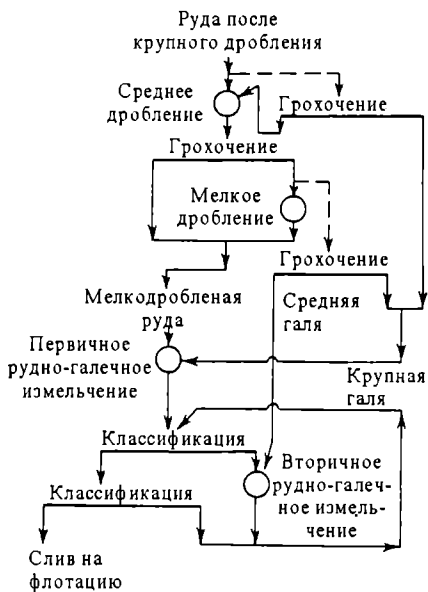 Руда после
крупного дробления
Среднее
дробление
Грохочение
Грохочение
Мелкое
дробление
Грохочение
Мелкодробленая
руда
Средняя
галя
Первичное
рудно-галечное
измельчение
Крупная
галя
Классификация
Вторичное
рудно-галеч-
ное измель-
чение
Классификация
Слив на
флотацию